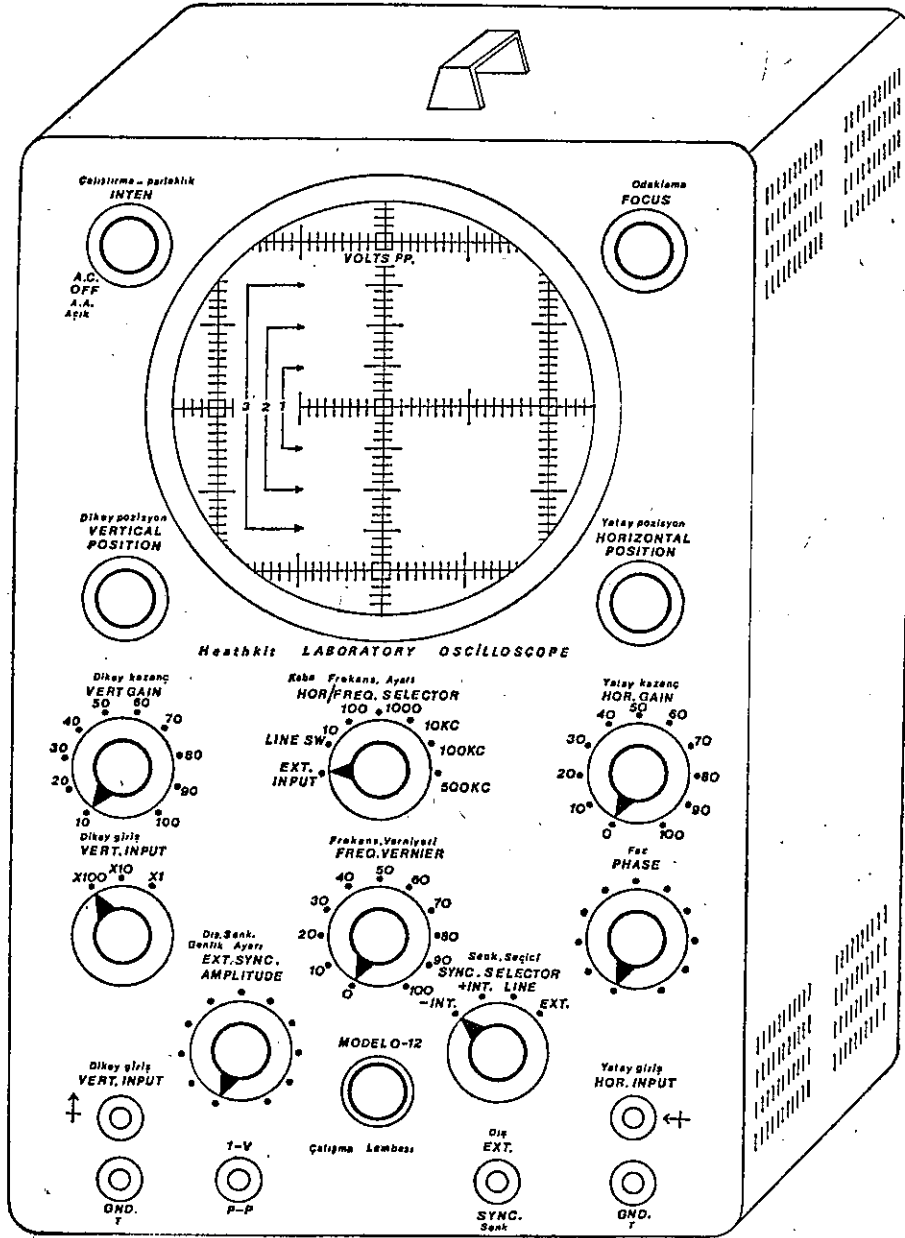 Çalıştırma - parlaklık
INTEN
A.C.
OFF
A.A.
Açık
Odaklama
FOCUS
VOLTS PP.
3 2 1
Dikey pozisyon
VERTICAL
POSITION
Yatay pozisyon
HORIZONTAL
POSITION
Heathkit LABORATORY OSCİLLOSCOPE
Dikey kazanç
VERT GAIN
10 20 30 40 50 60 70 80 90 100
Kaba Frekans, Ayarı
HOR/FREQ. SELECTOR
EXT. INPUT
LINE SW
10 100 1000 10KC 100KC 500KC
Yatay kazanç
HOR. GAIN
0 10 20 30 40 50 60 70 80 90 100
Dikey giriş
VERT. INPUT
X100 X10 X1
Frekans, Verniyeri
FREQ. VERNIER
0 10 20 30 40 50 60 70 80 90 100
Faz
PHASE
Dış, Senk.
Genlik Ayarı
EXT. SYNC.
AMPLITUDE
Senk, Seçici
SYNC. SELECTOR
-INT. +INT. LINE EXT.
MODEL O-12
Çalışma Lambası
Dikey giriş
VERT. INPUT
GND.
T
1-V
P-P
Dış
EXT.
SYNC.
Senk
Yatay giriş
HOR. INPUT
GND.
T